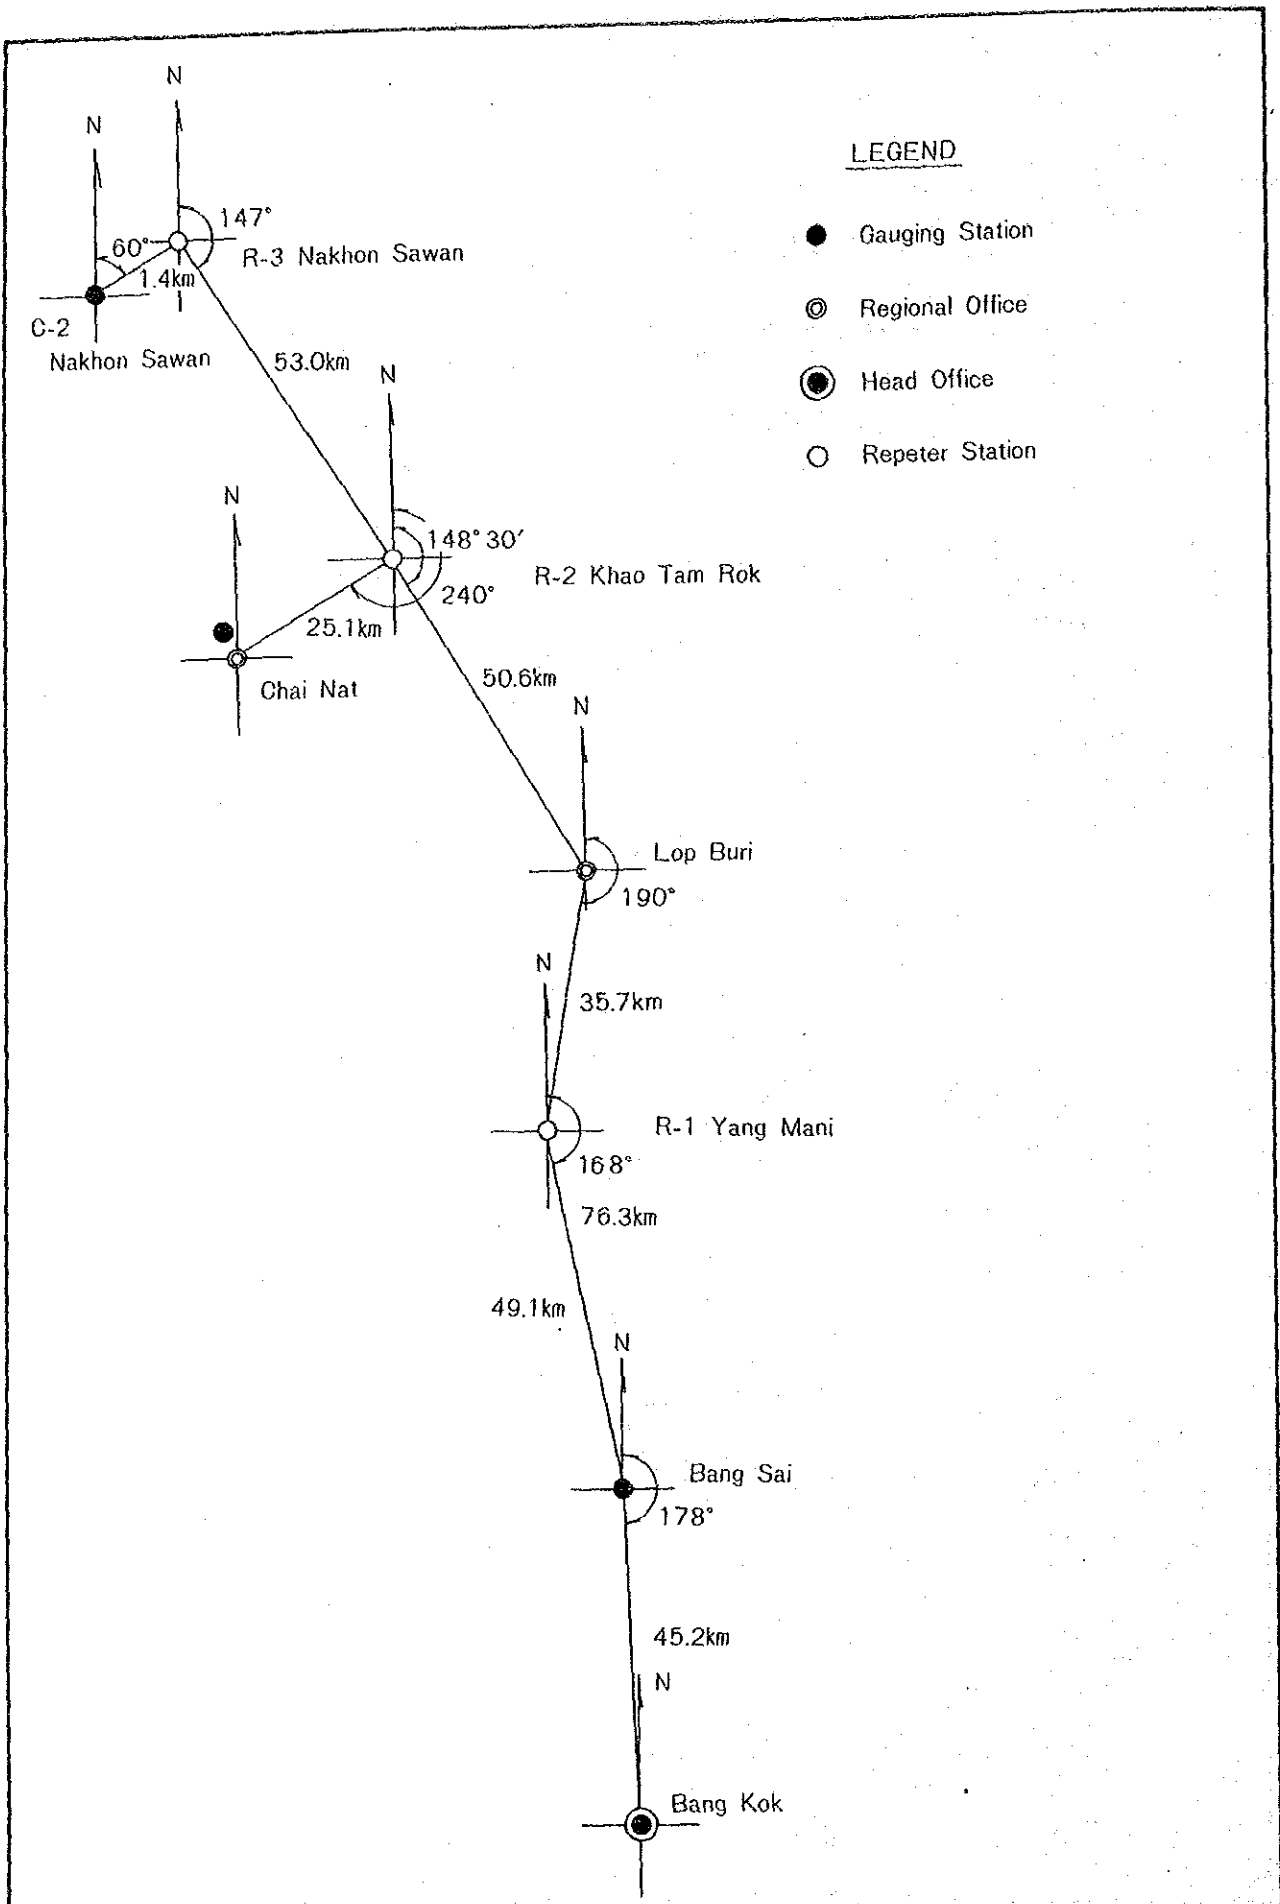 N
N
LEGEND
147°
Gauging Station
60°
R-3 Nakhon Sawan
1.4km
Regional Office
C-2
Nakhon Sawan
53.0km
N
Head Office
Repeter Station
N
148° 30′
R-2 Khao Tam Rok
240°
25.1km
50.6km
Chai Nat
N
Lop Buri
190°
N
35.7km
R-1 Yang Mani
168°
76.3km
49.1km
N
Bang Sai
178°
45.2km
N
Bang Kok